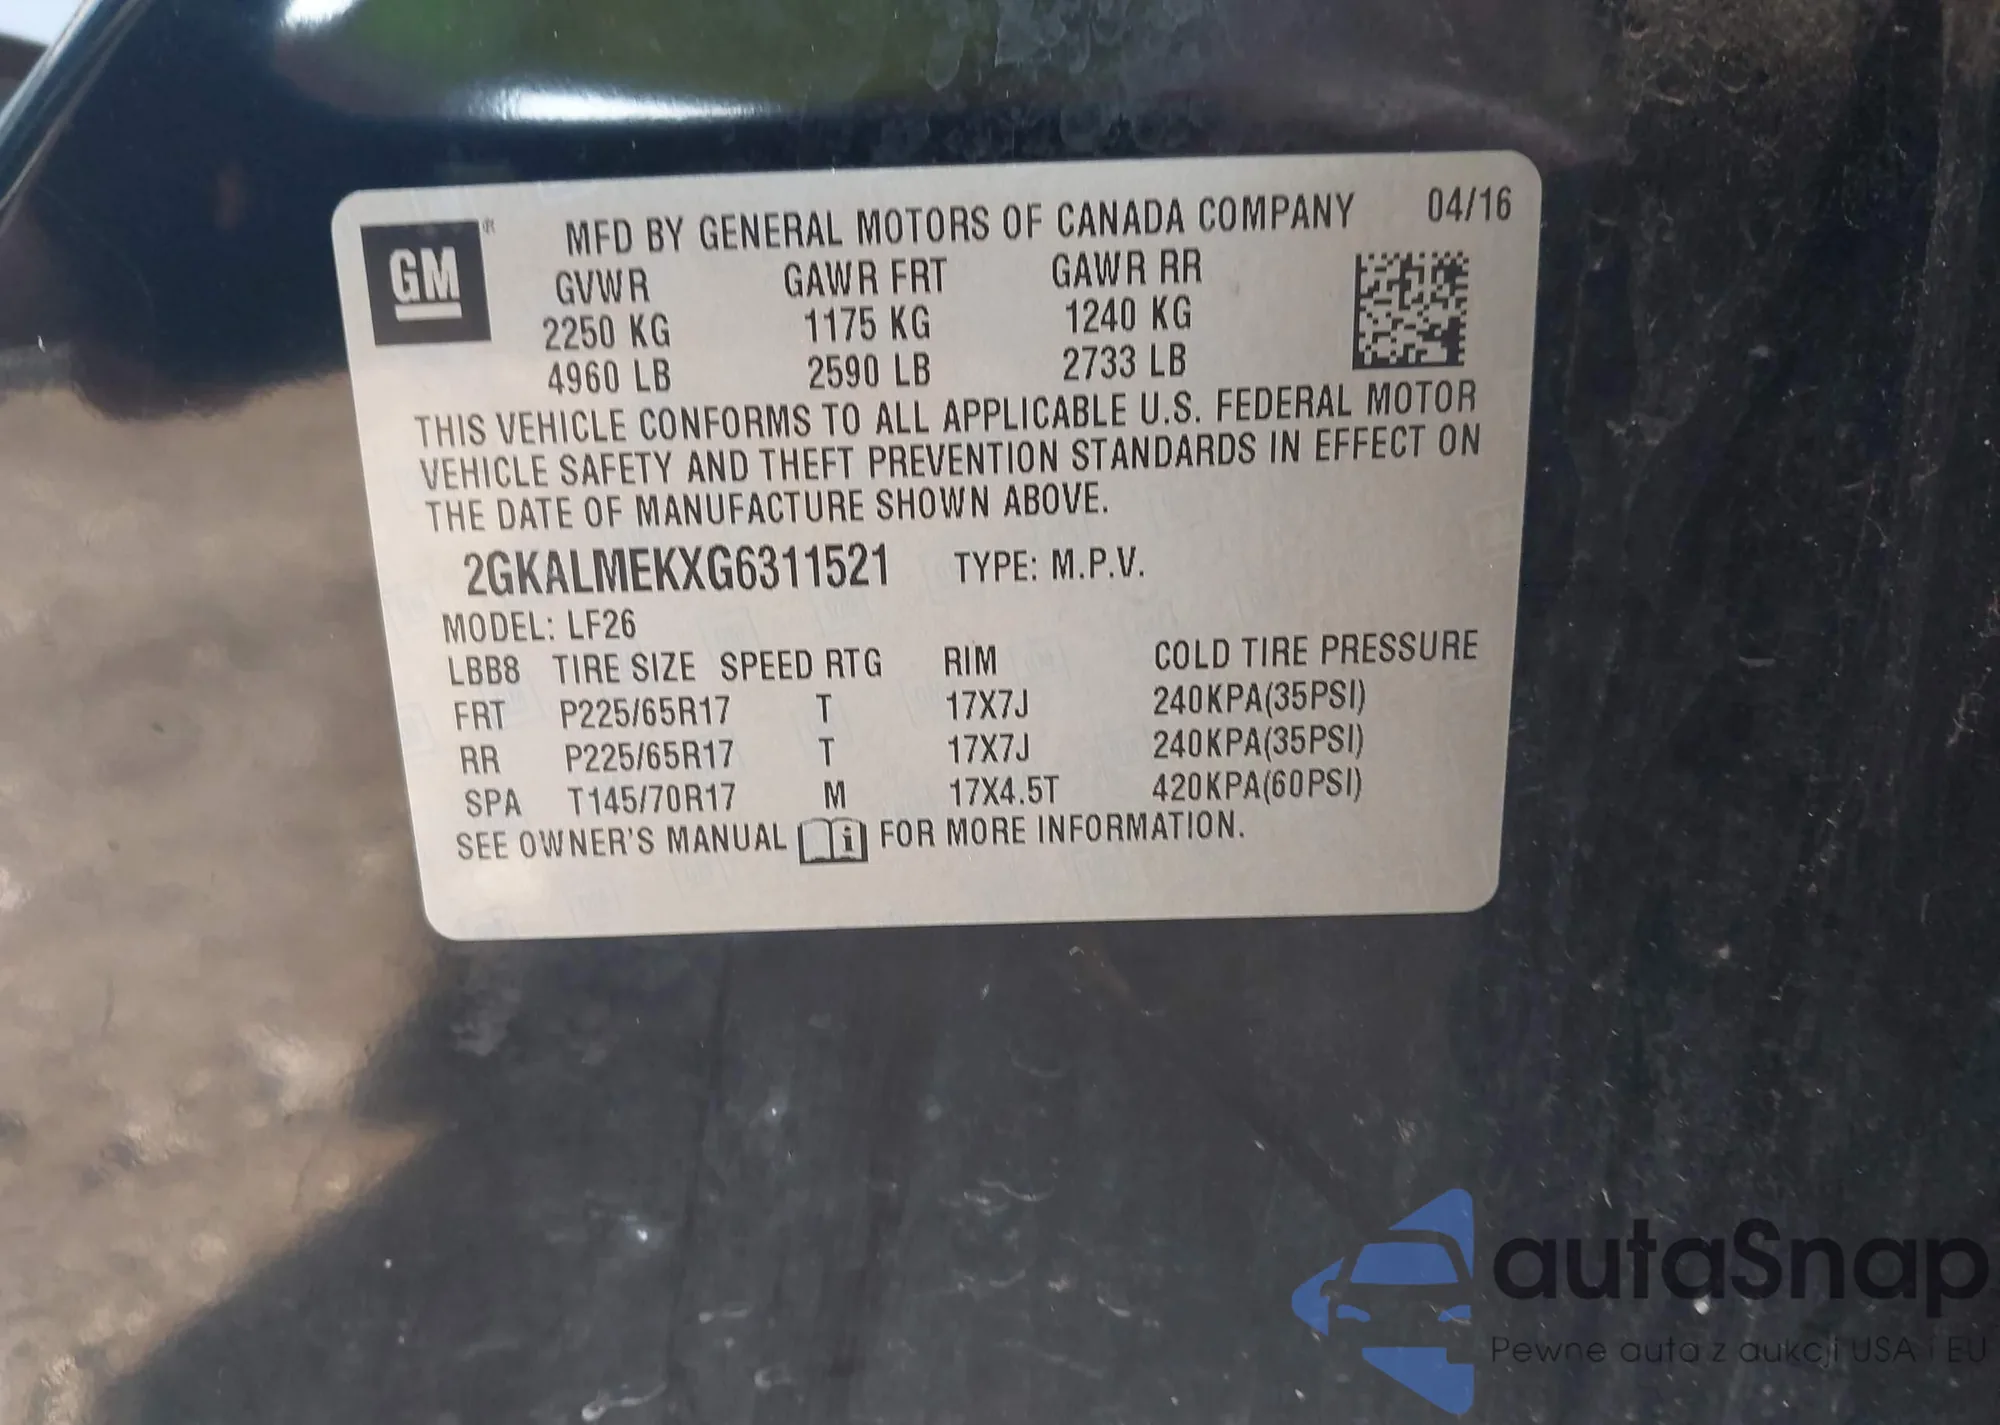 GM ® MFD BY GENERAL MOTORS OF CANADA COMPANY 04/16
GVWR GAWR FRT GAWR RR
2250 KG 1175 KG 1240 KG
4960 LB 2590 LB 2733 LB
THIS VEHICLE CONFORMS TO ALL APPLICABLE U.S. FEDERAL MOTOR
VEHICLE SAFETY AND THEFT PREVENTION STANDARDS IN EFFECT ON
THE DATE OF MANUFACTURE SHOWN ABOVE.
2GKALMEKXG6311521 TYPE: M.P.V.
MODEL: LF26
LBB8 TIRE SIZE SPEED RTG RIM COLD TIRE PRESSURE
FRT P225/65R17 T 17X7J 240KPA(35PSI)
RR P225/65R17 T 17X7J 240KPA(35PSI)
SPA T145/70R17 M 17X4.5T 420KPA(60PSI)
SEE OWNER'S MANUAL i FOR MORE INFORMATION.
autaSnap
Pewne auta z aukcji USA i EU